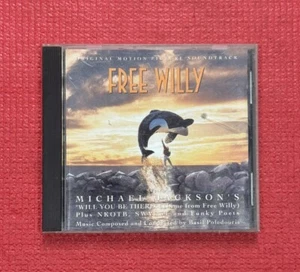 ORIGINAL MOTION PICTURE SOUNDTRACK
FREE WILLY
MICHAEL JACKSON'S
"WILL YOU BE THERE" (Theme from Free Willy)
Plus NKOTB, SWV and Funky Poets
Music Composed and Conducted by Basil Poledouris